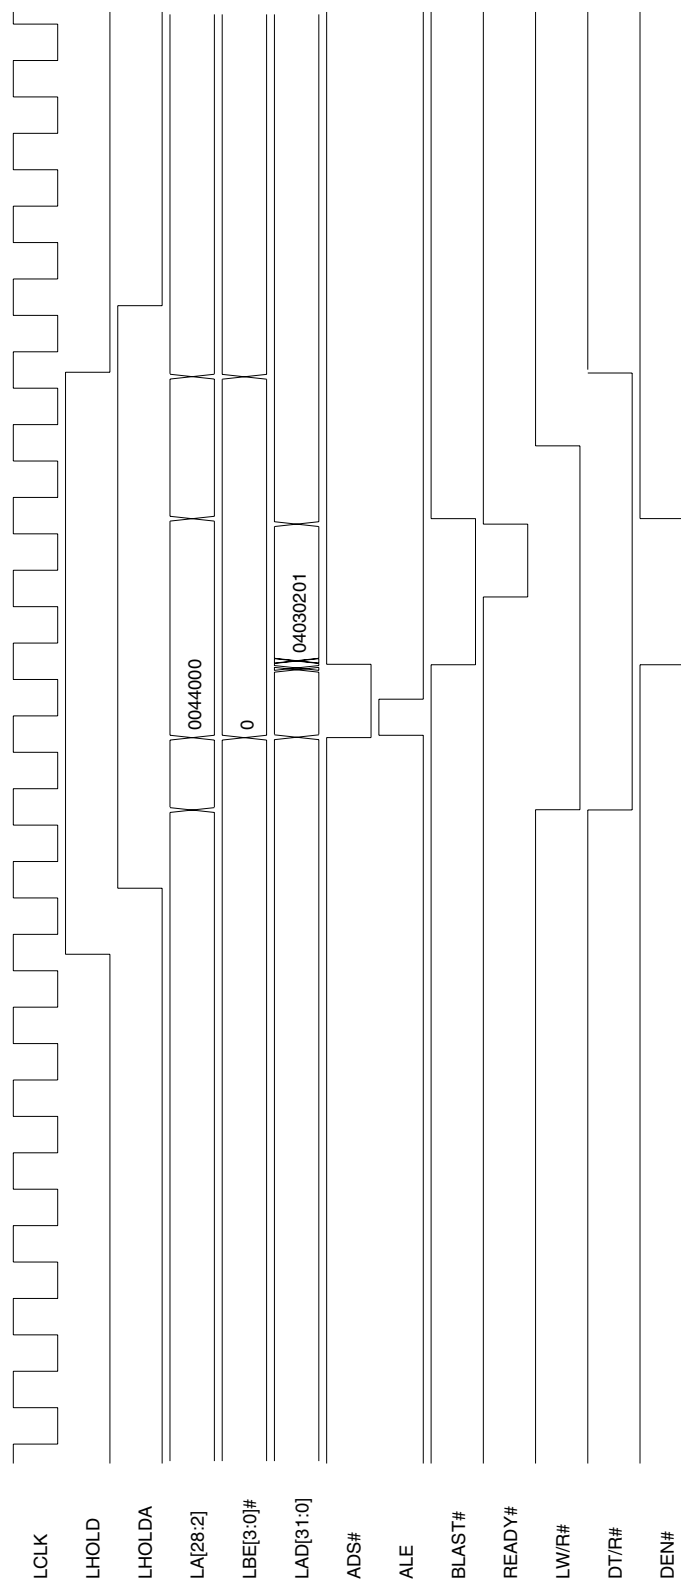 LCLK
LHOLD
LHOLDA
LA[28:2] 0044000
LBE[3:0]# 0
LAD[31:0] 04030201
ADS#
ALE
BLAST#
READY#
LW/R#
DT/R#
DEN#